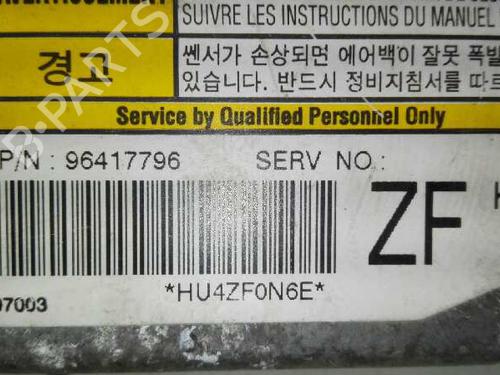 SUIVRE LES INSTRUCTIONS DU MANUEL
경고
쎈서가 손상되면 에어백이 잘못 폭발
있습니다. 반드시 정비지침서를 따르
Service by Qualified Personnel Only
P/N : 96417796 SERV NO.:
ZF
*HU4ZF0N6E*
07003
B-PARTS